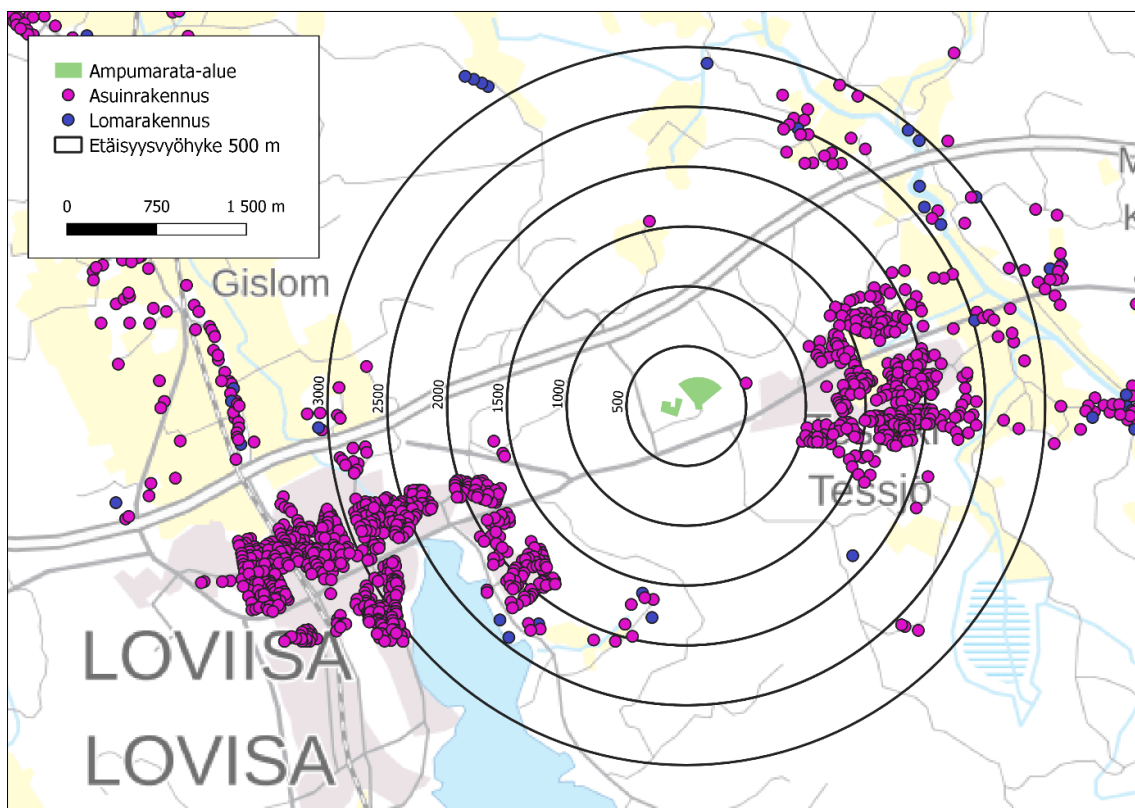 Ampumarata-alue
Asuinrakennus
Lomarakennus
Etäisyysvyöhyke 500 m
0 750 1 500 m
Gislom
3000
2500
2000
1500
1000
500
Tessjö
LOVIISA
LOVISA
M
K